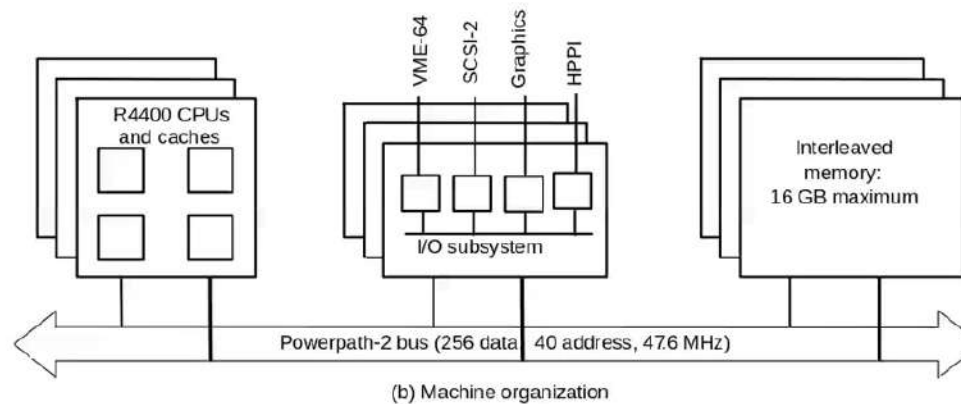 VME-64
SCSI-2
Graphics
HPPI
R4400 CPUs
and caches
I/O subsystem
Interleaved
memory:
16 GB maximum
Powerpath-2 bus (256 data, 40 address, 47.6 MHz)
(b) Machine organization